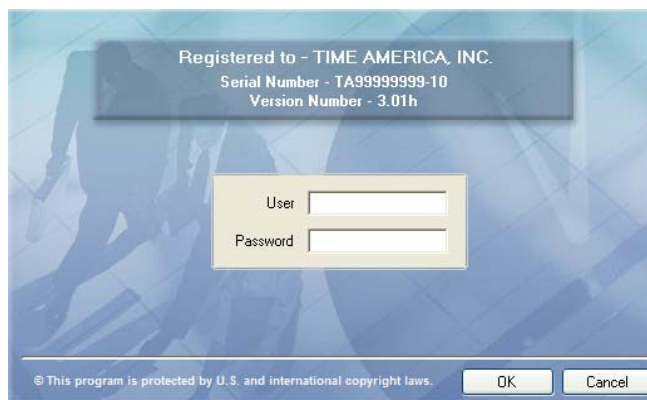 Registered to - TIME AMERICA, INC.
Serial Number - TA99999999-10
Version Number - 3.01h
User
Password
© This program is protected by U.S. and international copyright laws.
OK
Cancel